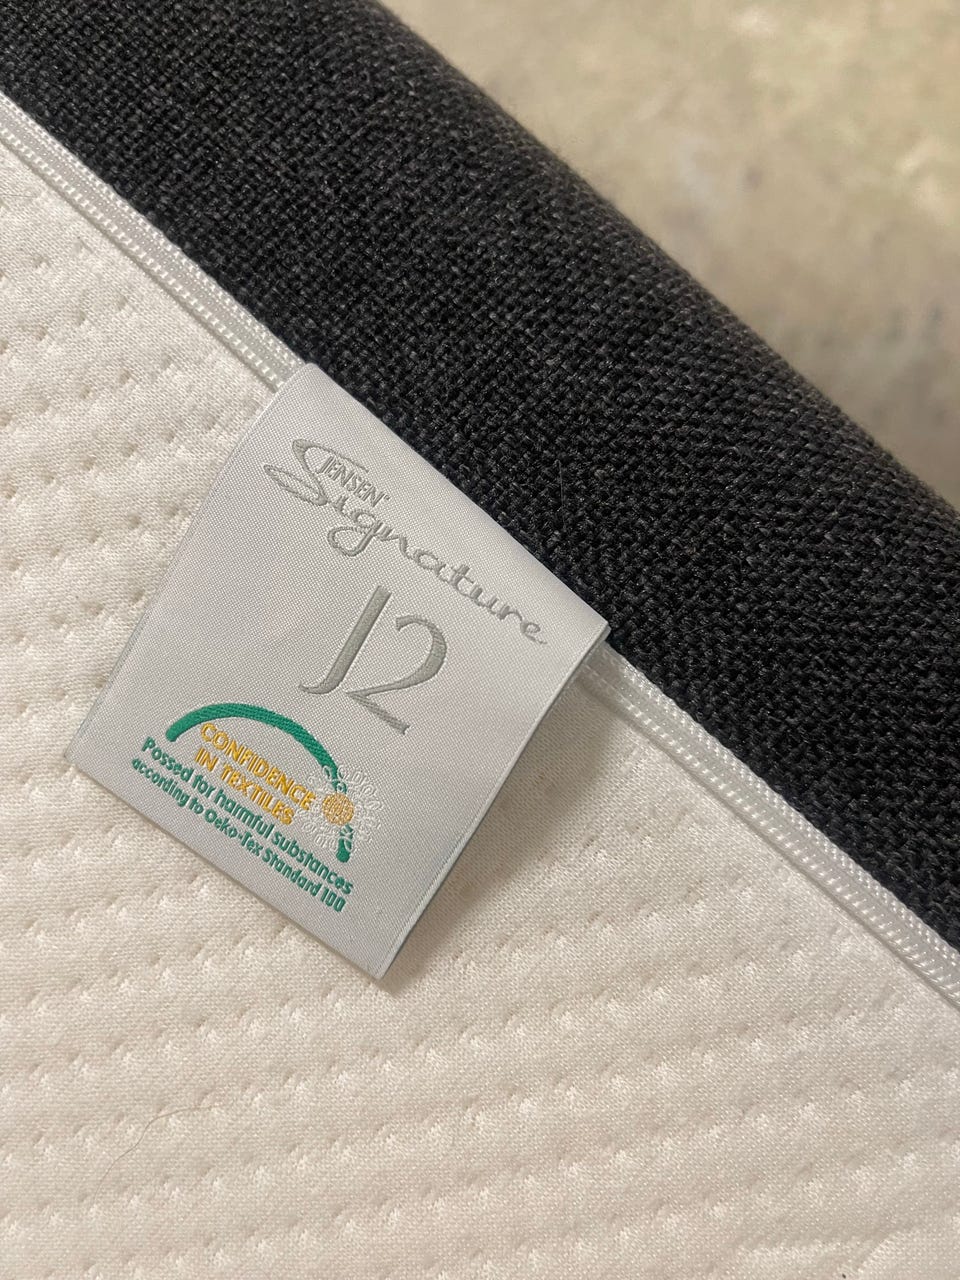 JENSEN®
Signature
J2
CONFIDENCE
IN TEXTILES
Passed for harmful substances
according to Oeko-Tex Standard 100